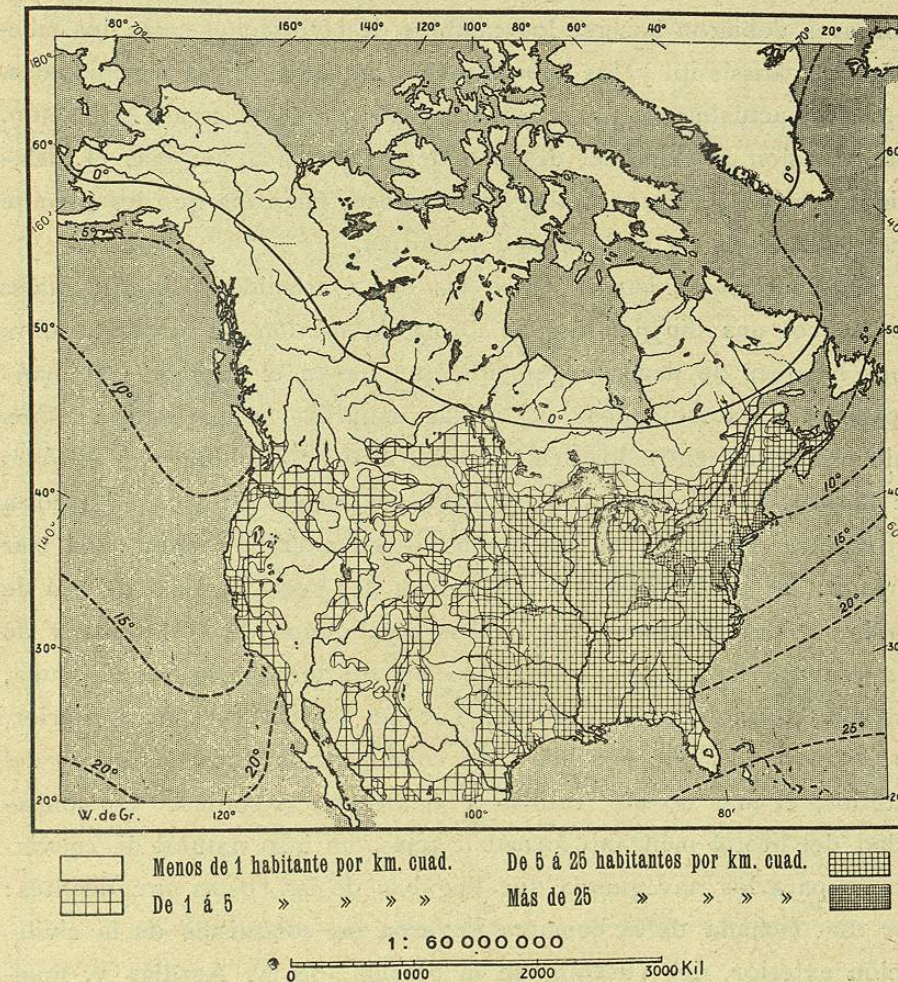 80° 70° 160° 140° 120° 100° 80° 60° 40° 20°
180° 70°
60° 60
0° 0°
160° 40
5°
50° 50
5°
10°
0°
40° 10° 40
140° 15° 60
20°
15°
30° 30
25°
20° 20°
20° 20
W. de Gr. 120° 100° 80°
Menos de 1 habitante por km. cuad. De 5 á 25 habitantes por km. cuad.
De 1 á 5 » » » » Más de 25 » » » »
1: 60 000 000
0 1000 2000 3000 Kil